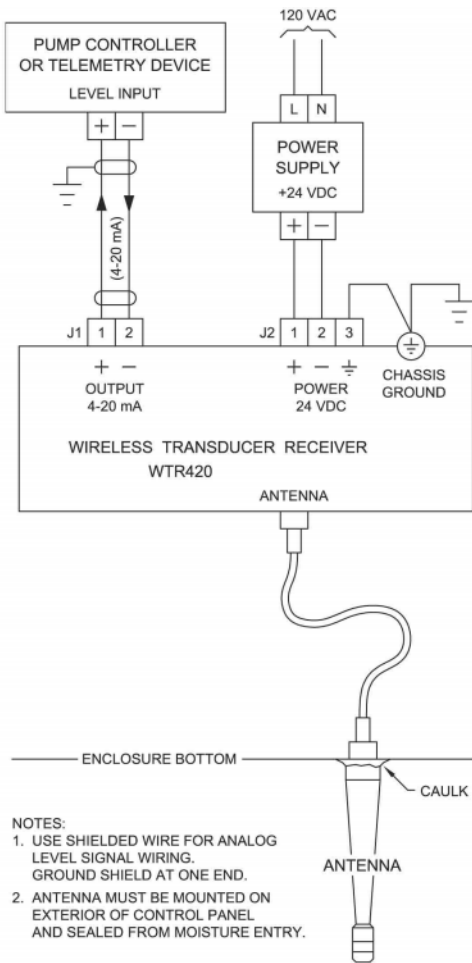 120 VAC
PUMP CONTROLLER
OR TELEMETRY DEVICE
LEVEL INPUT
+ −
L N
POWER
SUPPLY
+24 VDC
+ −
(4-20 mA)
J1 1 2
J2 1 2 3
+ −
OUTPUT
4-20 mA
+ −
POWER
24 VDC
CHASSIS
GROUND
WIRELESS TRANSDUCER RECEIVER
WTR420
ANTENNA
ENCLOSURE BOTTOM
CAULK
ANTENNA
NOTES:
1. USE SHIELDED WIRE FOR ANALOG
LEVEL SIGNAL WIRING.
GROUND SHIELD AT ONE END.
2. ANTENNA MUST BE MOUNTED ON
EXTERIOR OF CONTROL PANEL
AND SEALED FROM MOISTURE ENTRY.